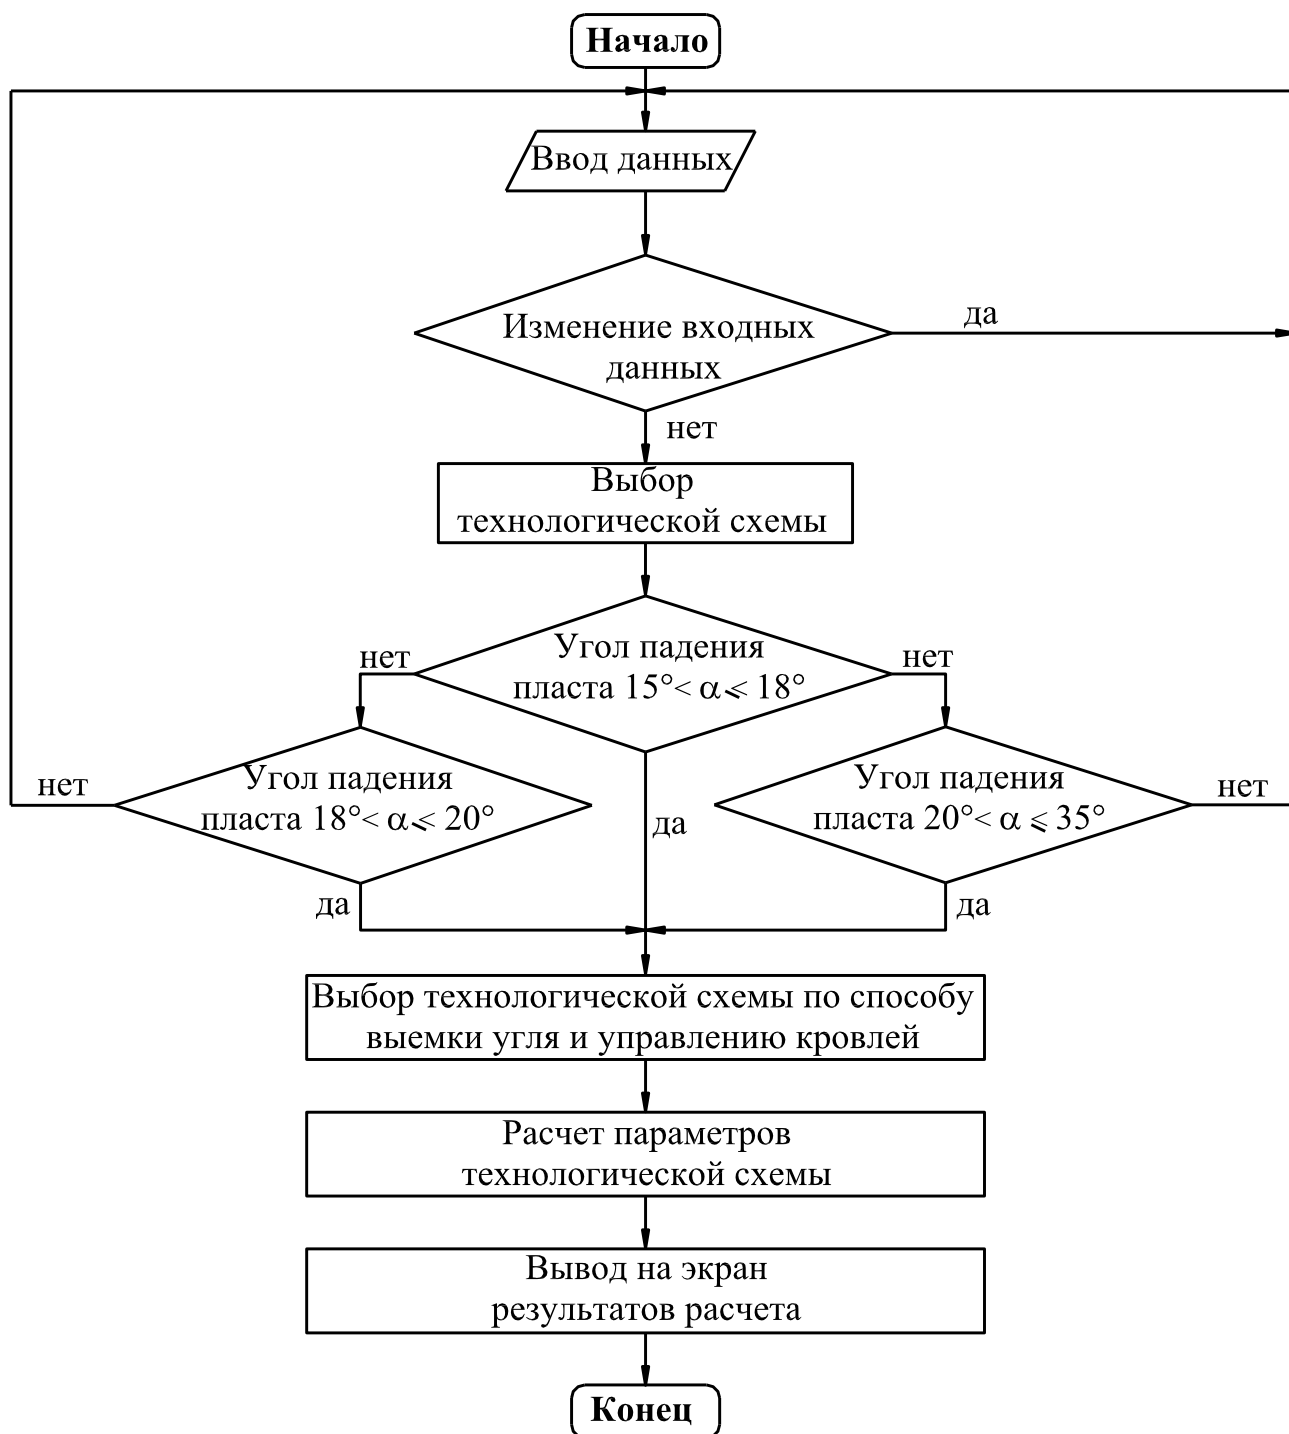 Начало
Ввод данных
Изменение входных
данных
да
нет
Выбор
технологической схемы
Угол падения
пласта 15°< α ⩽ 18°
нет
нет
Угол падения
пласта 18°< α ⩽ 20°
нет
да
да
Угол падения
пласта 20°< α ⩽ 35°
нет
да
Выбор технологической схемы по способу
выемки угля и управлению кровлей
Расчет параметров
технологической схемы
Вывод на экран
результатов расчета
Конец